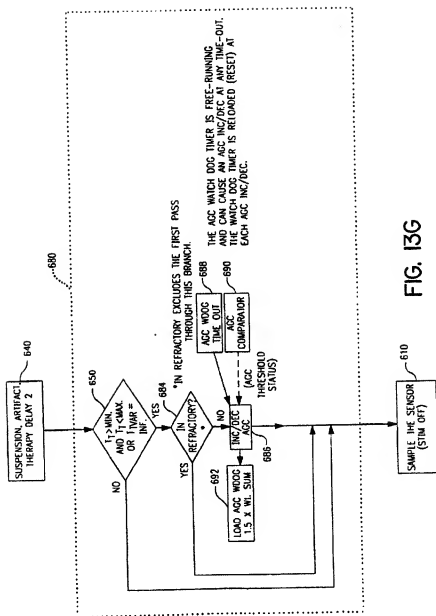 680
640
SUSPENSION, ARTIFACT,
THERAPY DELAY 2
650
T_T>MIN.
AND T_T<MAX.
OR T_TVAR =
INF.
NO
YES
684
IN
REFRACTORY?
*
YES
NO
*IN REFRACTORY EXCLUDES THE FIRST PASS
THROUGH THIS BRANCH.
688
AGC WDOG
TIME OUT
690
AGC
COMPARATOR
THE AGC WATCH DOG TIMER IS FREE-RUNNING
AND CAN CAUSE AN AGC INC/DEC AT ANY TIME-OUT.
THE WATCH DOG TIMER IS RELOADED (RESET) AT
EACH AGC INC/DEC.
(AGC
THRESHOLD
STATUS)
INC/DEC
AGC
686
692
LOAD AGC WDOG
1.5 X WI. SUM
610
SAMPLE THE SENSOR
(STIM OFF)
FIG. 13G